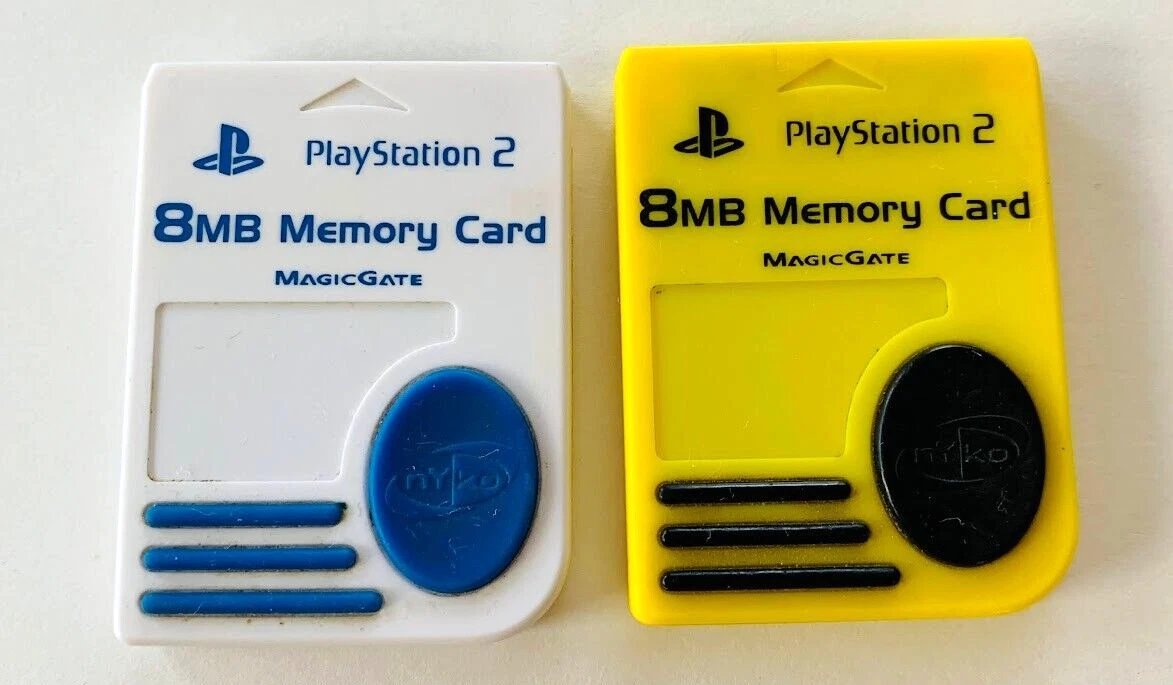 PlayStation 2
8MB Memory Card
MAGICGATE
nyko
PlayStation 2
8MB Memory Card
MAGICGATE
nyko